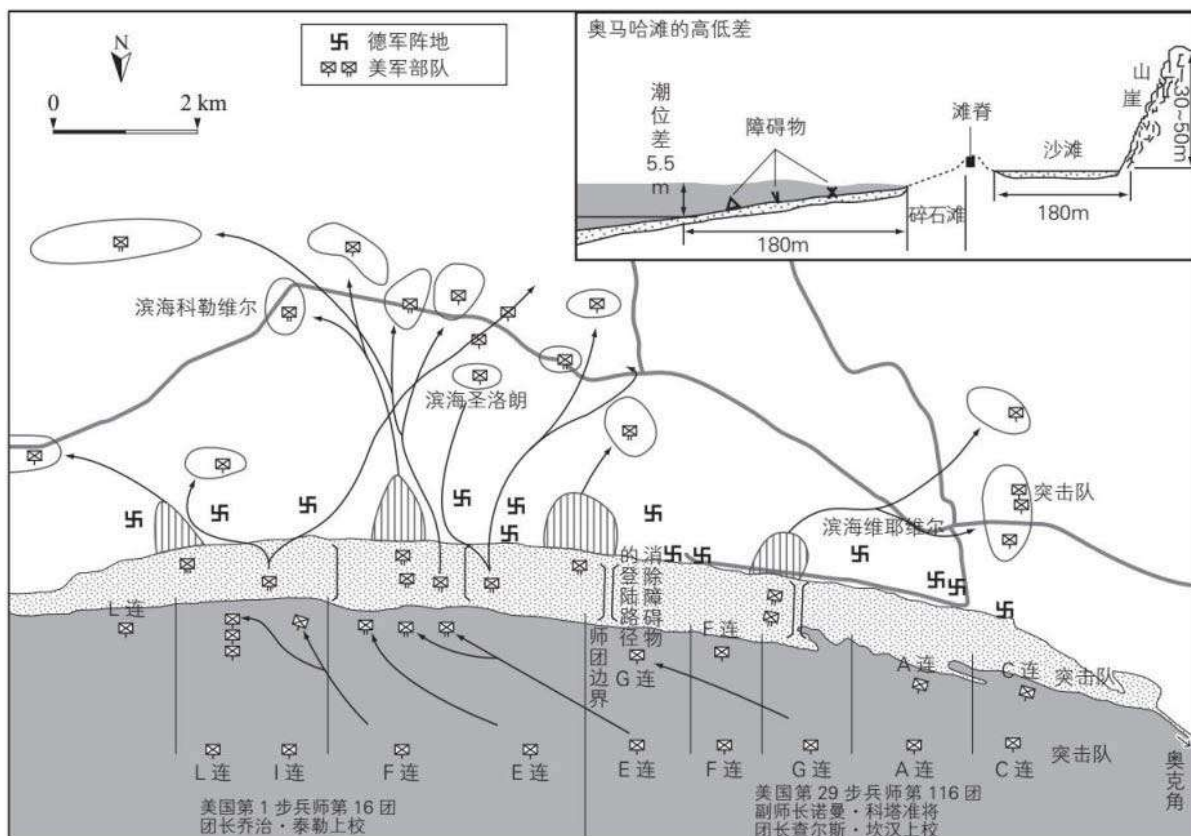 N
0
2 km
德军阵地
美军部队
奥马哈滩的高低差
潮位差
5.5
m
障碍物
滩脊
山崖
30~50m
沙滩
碎石滩
180m
180m
滨海科勒维尔
滨海圣洛朗
突击队
滨海维耶维尔
消除障碍物
的登陆路径
师团边界
L 连
G 连
F 连
A 连
C 连
突击队
L 连
I 连
F 连
E 连
E 连
F 连
G 连
A 连
C 连
突击队
奥克角
美国第 1 步兵师第 16 团
团长乔治·泰勒上校
美国第 29 步兵师第 116 团
副师长诺曼·科塔准将
团长查尔斯·坎汉上校